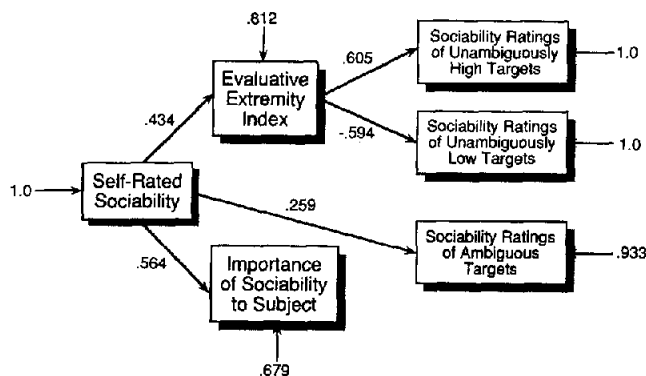 .812
Sociability Ratings
of Unambiguously
High Targets
1.0
.605
Evaluative
Extremity
Index
.434
-.594
Sociability Ratings
of Unambiguously
Low Targets
1.0
1.0
Self-Rated
Sociability
.259
Sociability Ratings
of Ambiguous
Targets
.933
.564
Importance
of Sociability
to Subject
.679